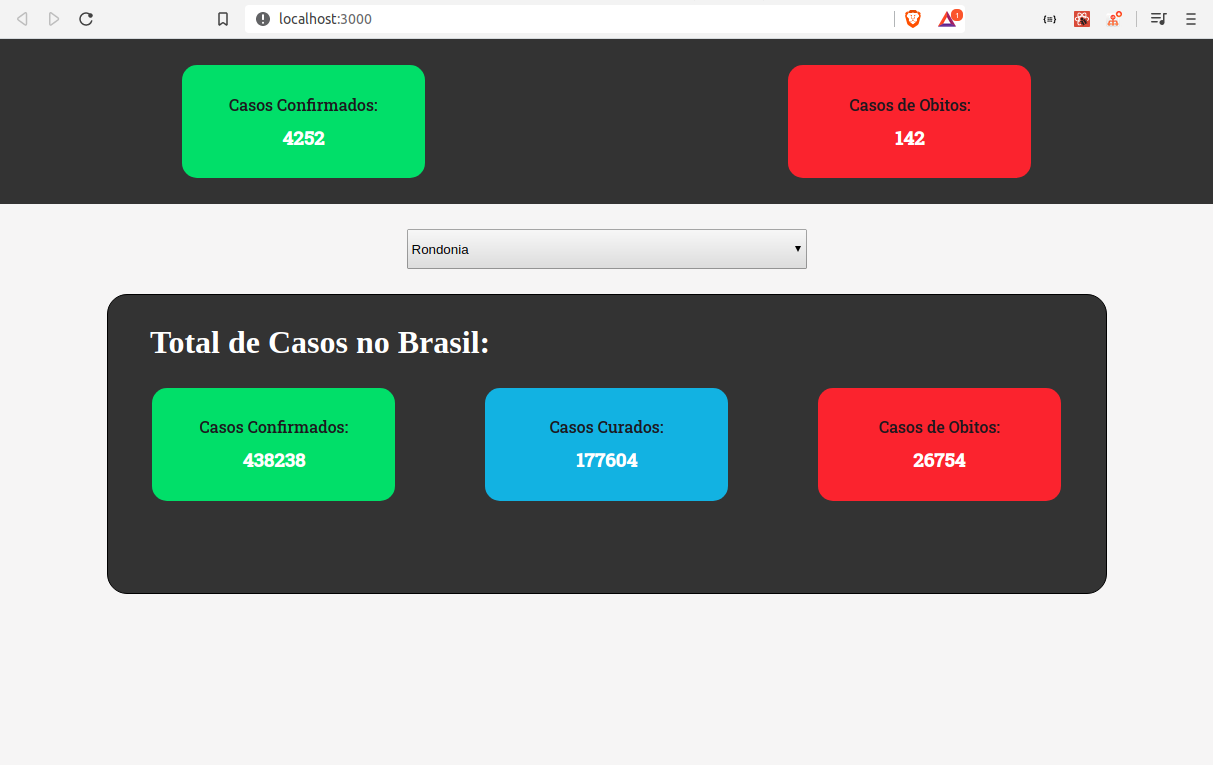 localhost:3000
1
Casos Confirmados:
4252
Casos de Obitos:
142
Rondonia
Total de Casos no Brasil:
Casos Confirmados:
438238
Casos Curados:
177604
Casos de Obitos:
26754